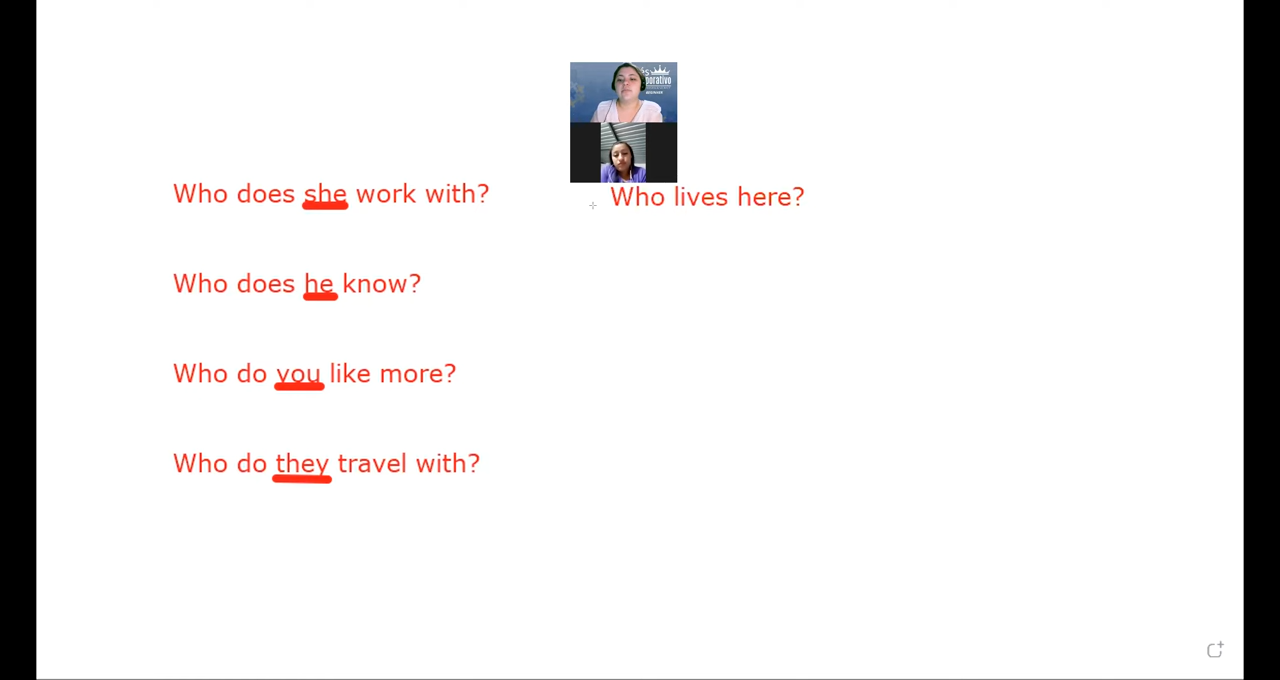 Who does she work with?
Who does he know?
Who do you like more?
Who do they travel with?
Who lives here?